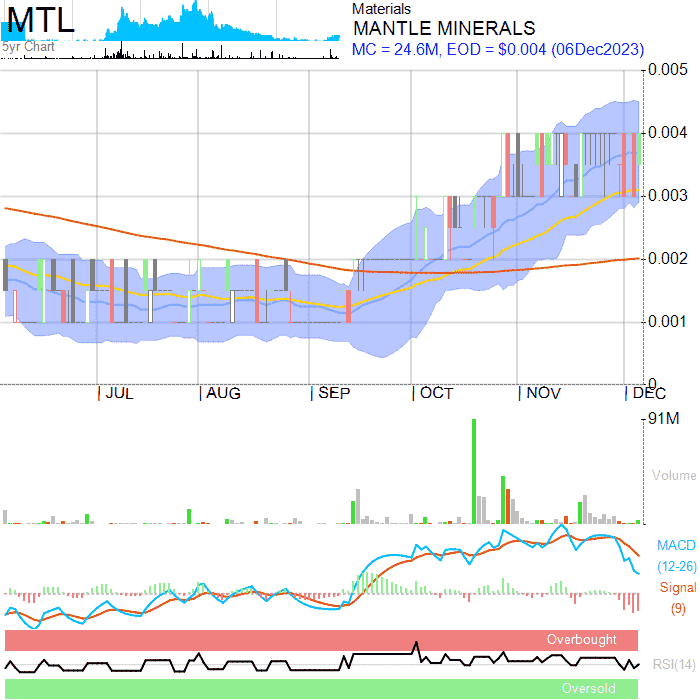 MTL
5yr Chart
Materials
MANTLE MINERALS
MC = 24.6M, EOD = $0.004 (06Dec2023)
0.005
0.004
0.003
0.002
0.001
0
JUL AUG SEP OCT NOV DEC
91M
Volume
MACD
(12-26)
Signal
(9)
Overbought
RSI(14)
Oversold